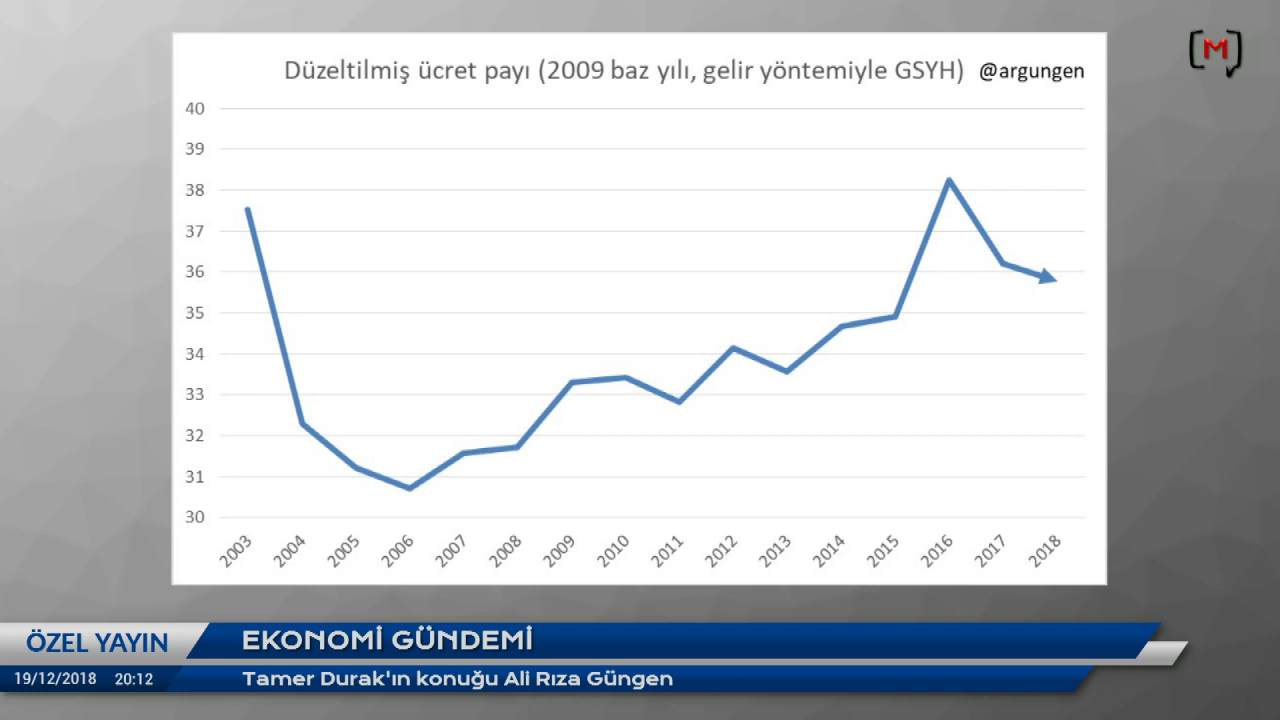 Düzeltilmiş ücret payı (2009 baz yılı, gelir yöntemiyle GSYH) @argungen
M
40
39
38
37
36
35
34
33
32
31
30
2003 2004 2005 2006 2007 2008 2009 2010 2011 2012 2013 2014 2015 2016 2017 2018
ÖZEL YAYIN
EKONOMİ GÜNDEMİ
19/12/2018 20:12
Tamer Durak'ın konuğu Ali Rıza Güngen